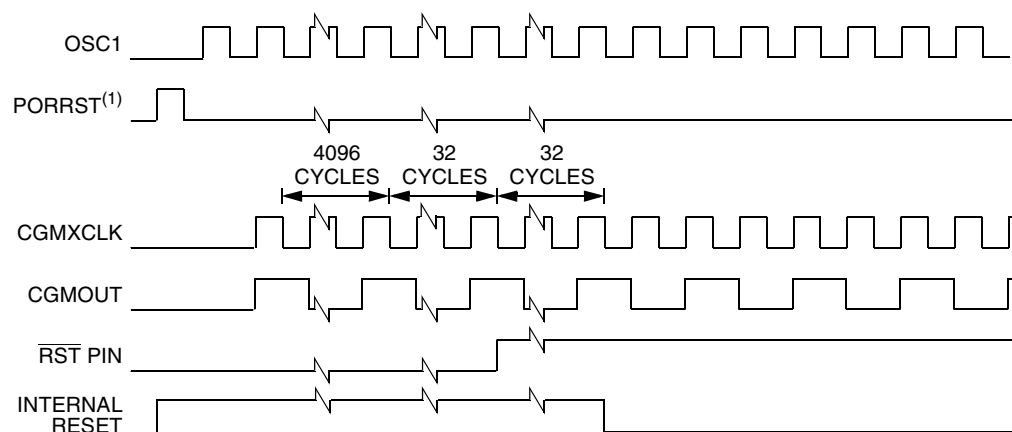 OSC1
PORRST(1)
4096
CYCLES
32
CYCLES
32
CYCLES
CGMXCLK
CGMOUT
RST PIN
INTERNAL
RESET